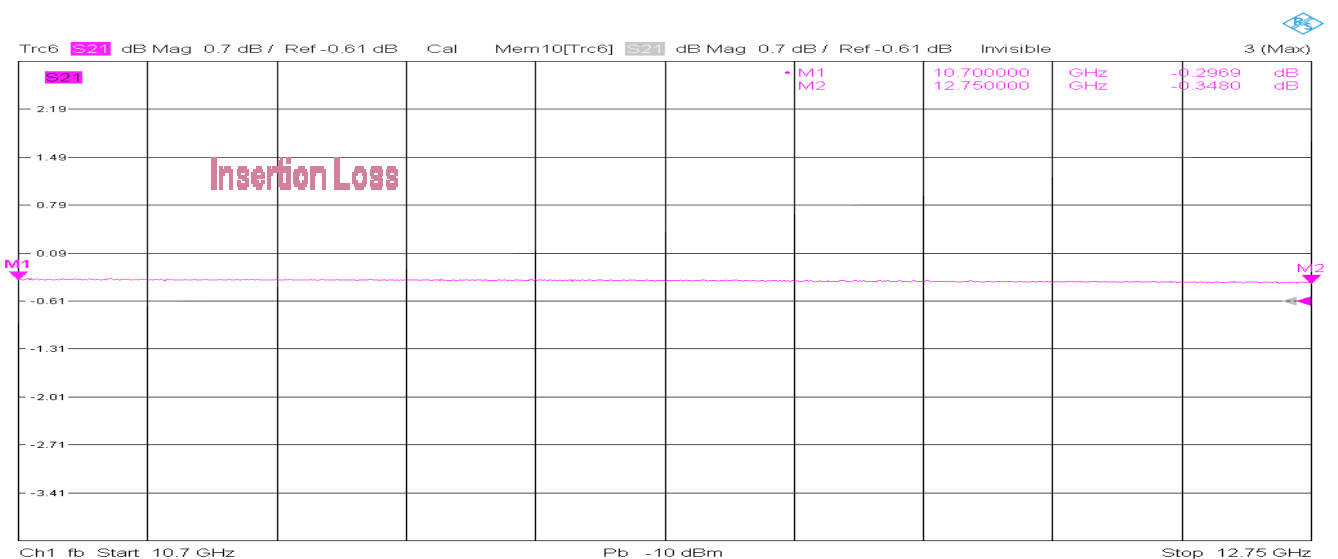 Trc6 S21 dB Mag 0.7 dB / Ref -0.61 dB Cal Mem10[Trc6] S21 dB Mag 0.7 dB / Ref -0.61 dB Invisible 3 (Max)
S21
• M1 10.700000 GHz -0.2969 dB
M2 12.750000 GHz -0.3480 dB
2.19
1.49
Insertion Loss
0.79
0.09
M1
M2
-0.61
-1.31
-2.01
-2.71
-3.41
Ch1 fb Start 10.7 GHz Pb -10 dBm Stop 12.75 GHz